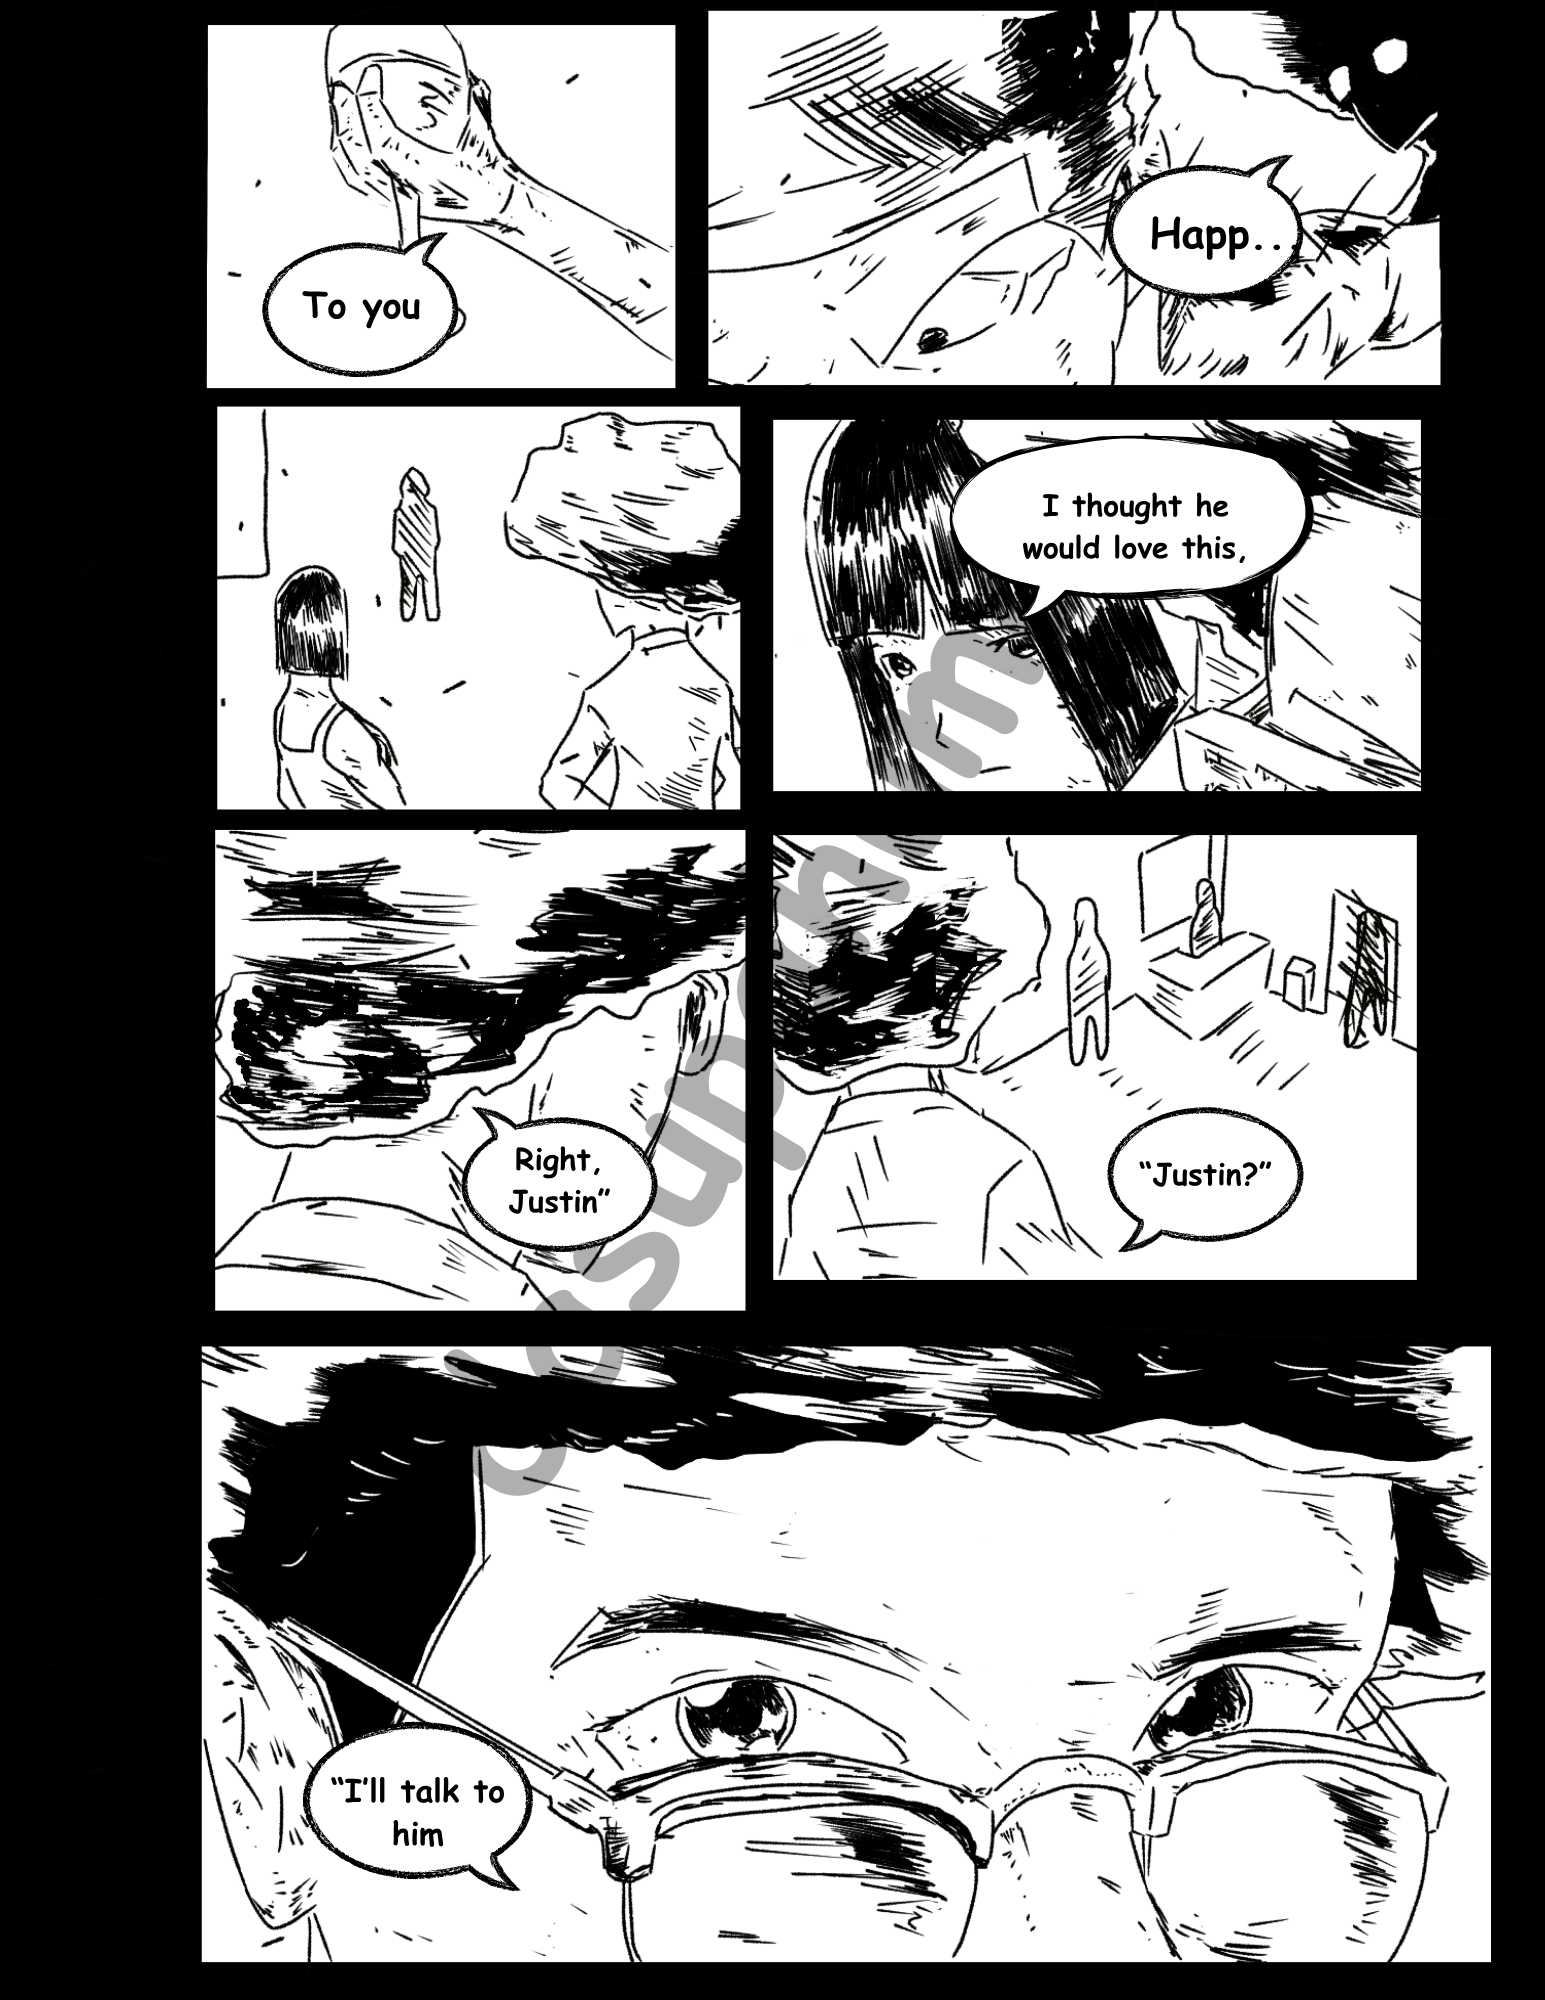 To you
Happ..
I thought he
would love this,
Right,
Justin”
“Justin?”
“I’ll talk to
him